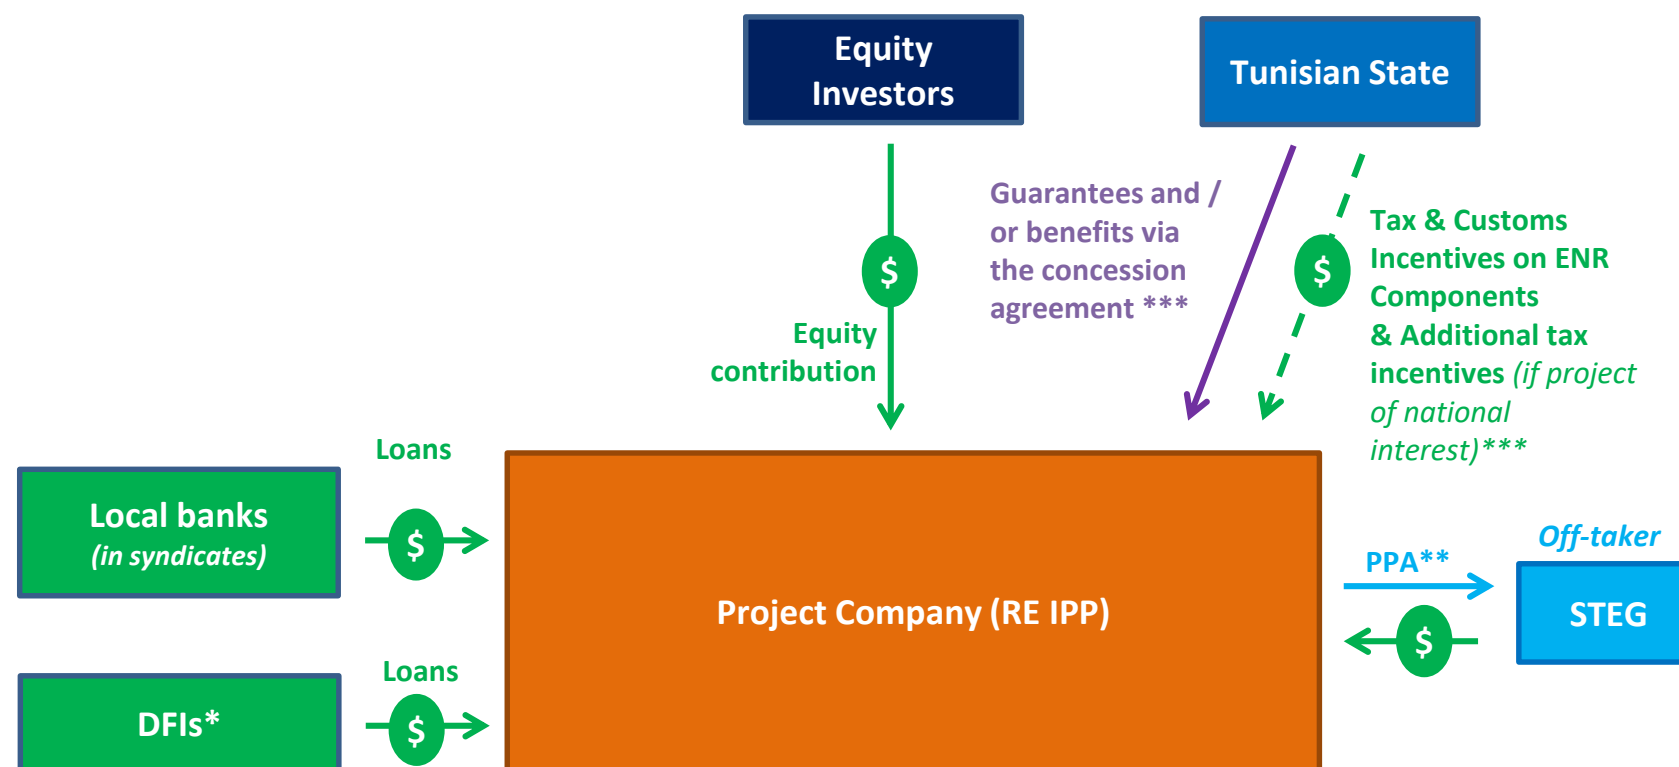 Equity
Investors
Tunisian State
Guarantees and /
or benefits via
the concession
agreement ***
$
$
Tax & Customs
Incentives on ENR
Components
& Additional tax
incentives (if project
of national
interest)***
Equity
contribution
Loans
Local banks
(in syndicates)
$
Project Company (RE IPP)
PPA**
$
Off-taker
STEG
Loans
DFIs*
$